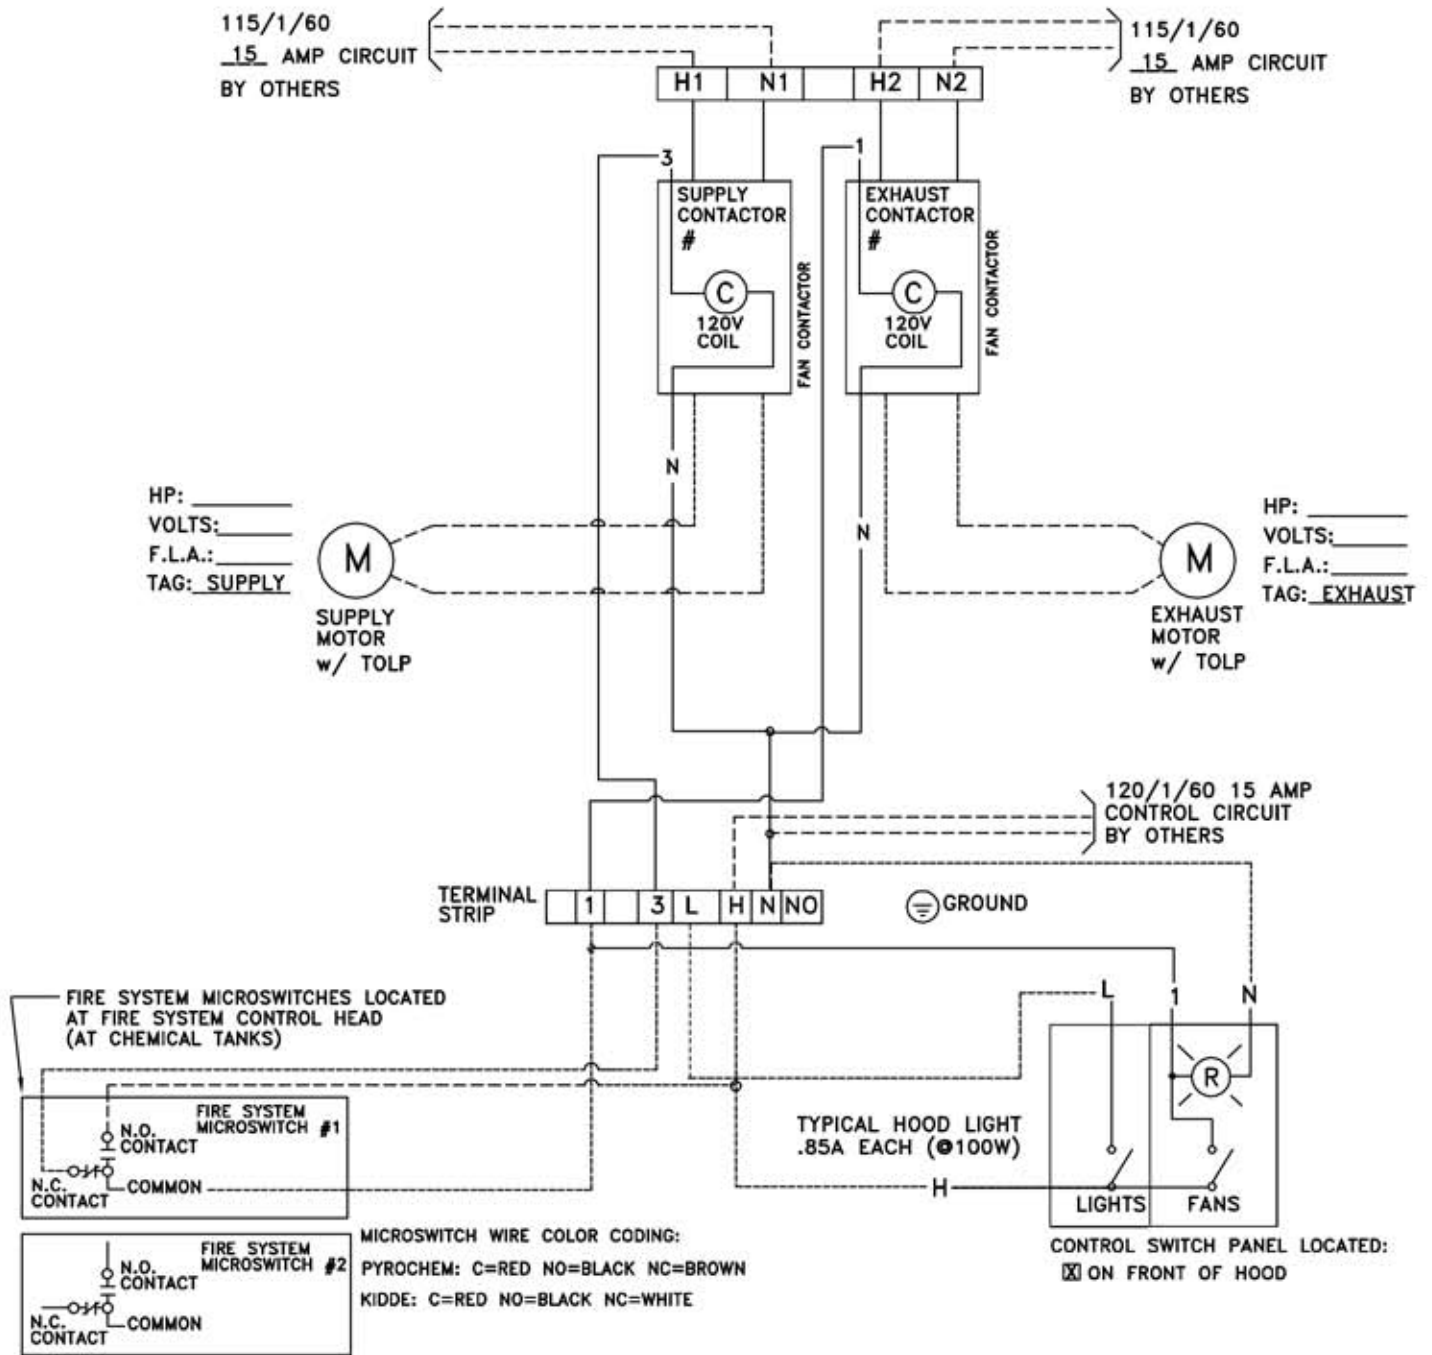 115/1/60
15 AMP CIRCUIT
BY OTHERS
115/1/60
15 AMP CIRCUIT
BY OTHERS
H1 N1 H2 N2
3
1
SUPPLY
CONTACTOR
#
C
120V
COIL
FAN CONTACTOR
EXHAUST
CONTACTOR
#
C
120V
COIL
FAN CONTACTOR
N
N
HP:
VOLTS:
F.L.A.:
TAG: SUPPLY
M
SUPPLY
MOTOR
w/ TOLP
HP:
VOLTS:
F.L.A.:
TAG: EXHAUST
M
EXHAUST
MOTOR
w/ TOLP
120/1/60 15 AMP
CONTROL CIRCUIT
BY OTHERS
TERMINAL
STRIP
1 3 L H N NO
GROUND
FIRE SYSTEM MICROSWITCHES LOCATED
AT FIRE SYSTEM CONTROL HEAD
(AT CHEMICAL TANKS)
L 1 N
R
FIRE SYSTEM
MICROSWITCH #1
N.O.
CONTACT
N.C.
CONTACT
COMMON
TYPICAL HOOD LIGHT
.85A EACH (@100W)
H
LIGHTS FANS
CONTROL SWITCH PANEL LOCATED:
☒ ON FRONT OF HOOD
FIRE SYSTEM
MICROSWITCH #2
N.O.
CONTACT
N.C.
CONTACT
COMMON
MICROSWITCH WIRE COLOR CODING:
PYROCHEM: C=RED NO=BLACK NC=BROWN
KIDDE: C=RED NO=BLACK NC=WHITE